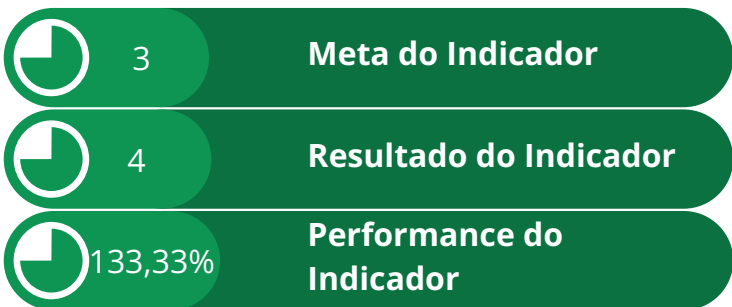 3 Meta do Indicador
4 Resultado do Indicador
133,33% Performance do
Indicador